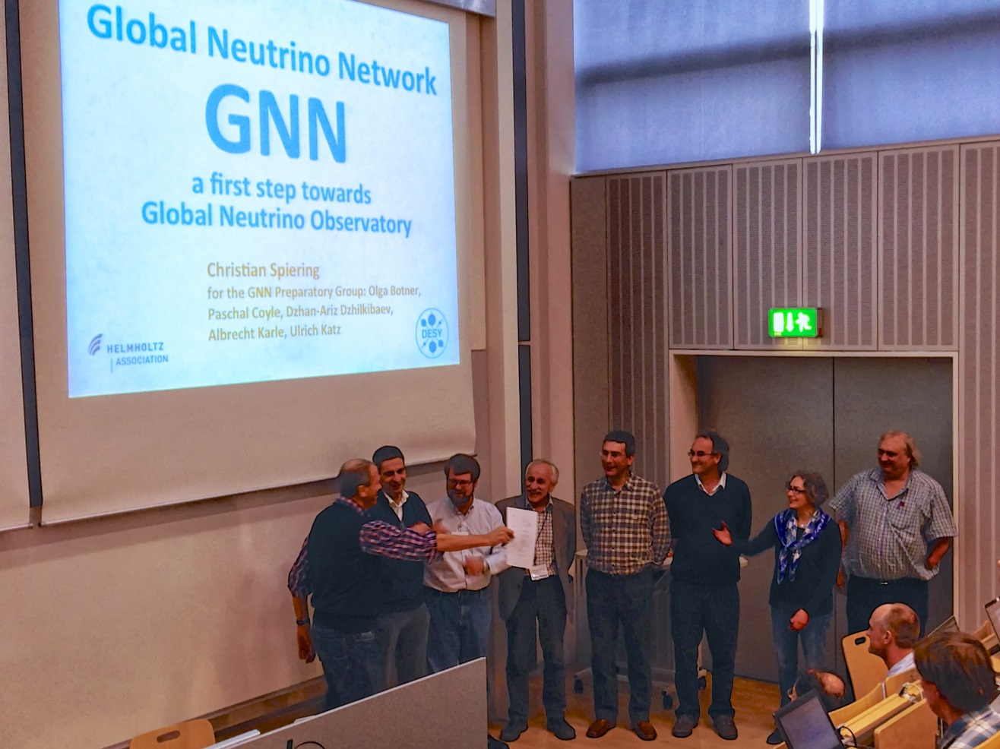 Global Neutrino Network
GNN
a first step towards
Global Neutrino Observatory
Christian Spiering
for the GNN Preparatory Group: Olga Botner,
Paschal Coyle, Dzhan-Ariz Dzhilkibaev,
Albrecht Karle, Ulrich Katz
HELMHOLTZ
ASSOCIATION
DESY